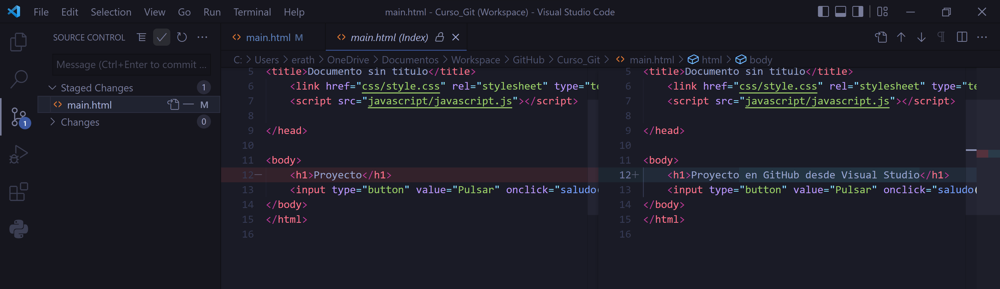 File Edit Selection View Go Run Terminal Help main.html - Curso_Git (Workspace) - Visual Studio Code
SOURCE CONTROL
Message (Ctrl+Enter to commit ...
Staged Changes 1
main.html M
Changes 0
1
main.html M main.html (Index)
C: > Users > erath > OneDrive > Documentos > Workspace > GitHub > Curso_Git > main.html > html > body
5 <title>Documento sin título</title>
6 <link href="css/style.css" rel="stylesheet" type="te
7 <script src="javascript/javascript.js"></script>
8
9 </head>
10
11 <body>
12— <h1>Proyecto</h1>
13 <input type="button" value="Pulsar" onclick="saludo(
14 </body>
15 </html>
16
5 <title>Documento sin título</title>
6 <link href="css/style.css" rel="stylesheet" type="te
7 <script src="javascript/javascript.js"></script>
8
9 </head>
10
11 <body>
12+ <h1>Proyecto en GitHub desde Visual Studio</h1>
13 <input type="button" value="Pulsar" onclick="saludo(
14 </body>
15 </html>
16